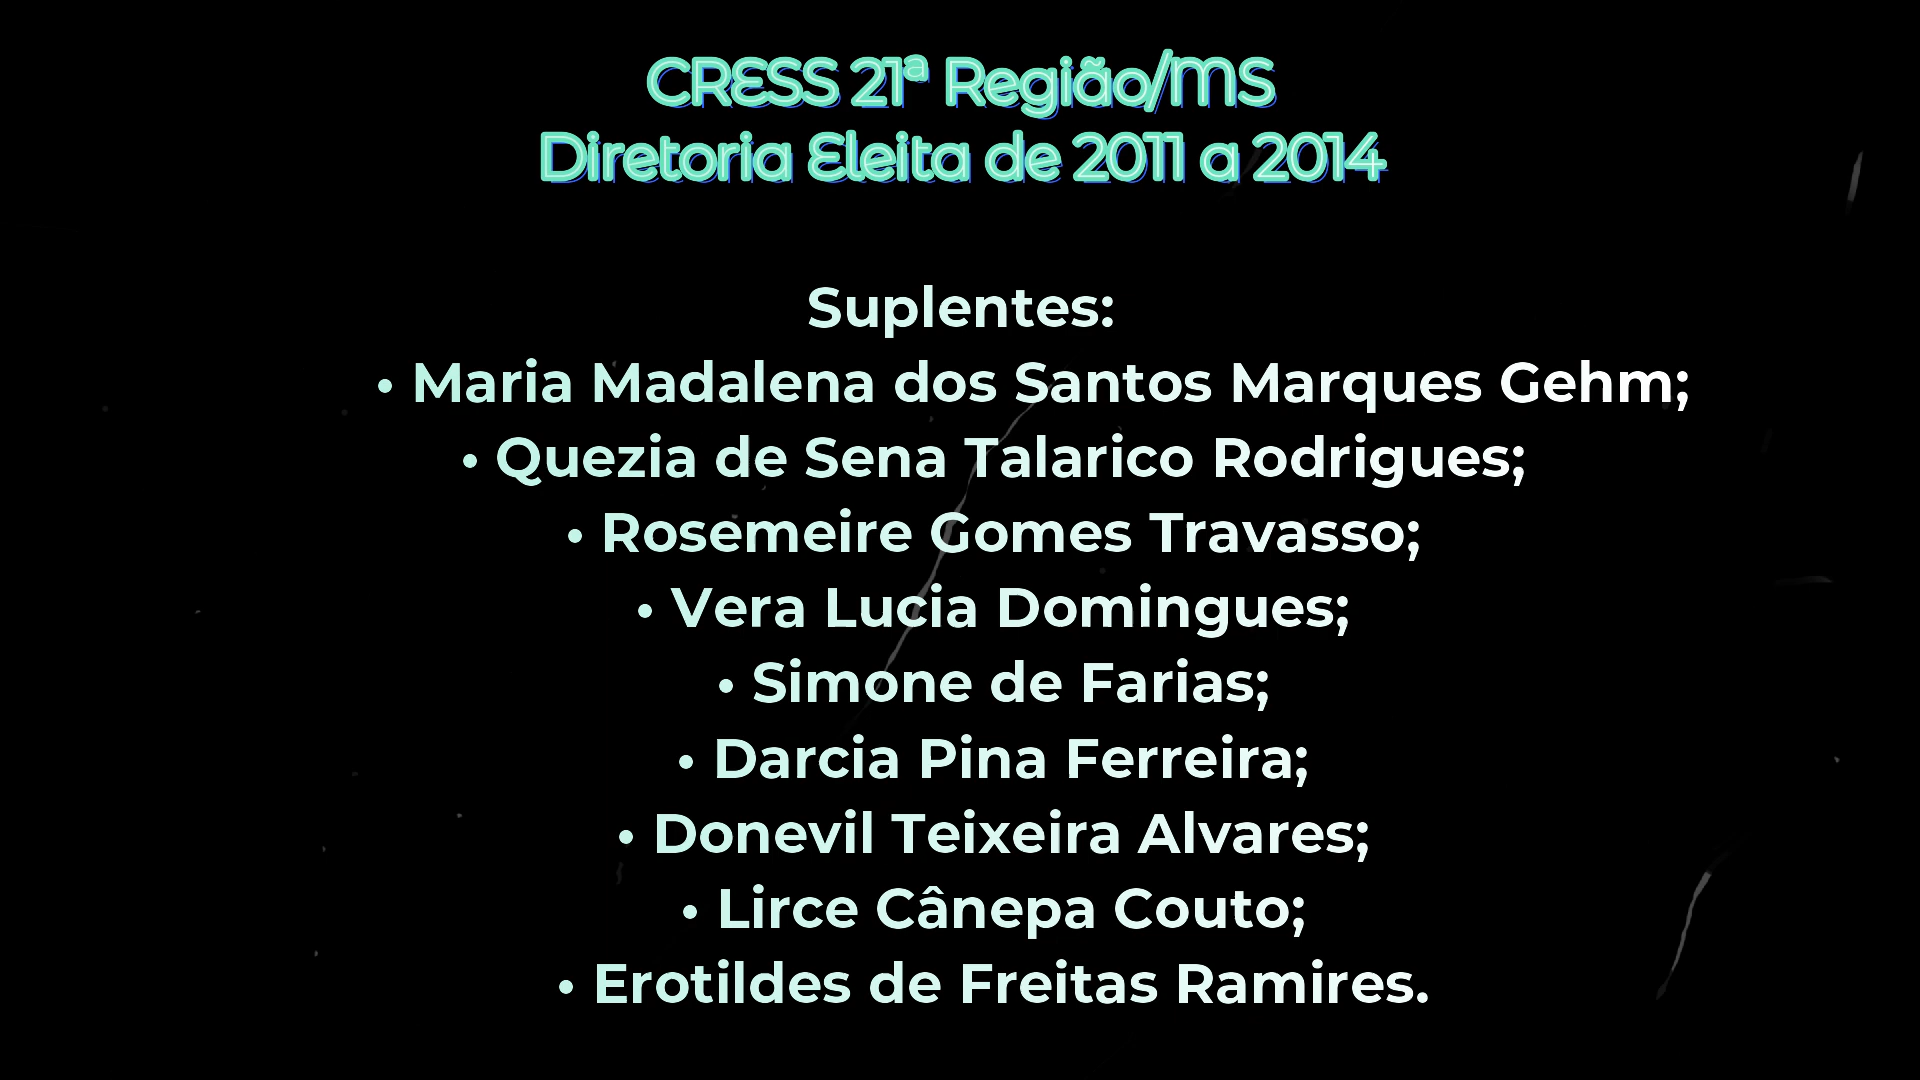 CRESS 21ª Região/MS
Diretoria Eleita de 2011 a 2014
Suplentes:
• Maria Madalena dos Santos Marques Gehm;
• Quezia de Sena Talarico Rodrigues;
• Rosemeire Gomes Travasso;
• Vera Lucia Domingues;
• Simone de Farias;
• Darcia Pina Ferreira;
• Donevil Teixeira Alvares;
• Lirce Cânepa Couto;
• Erotildes de Freitas Ramires.